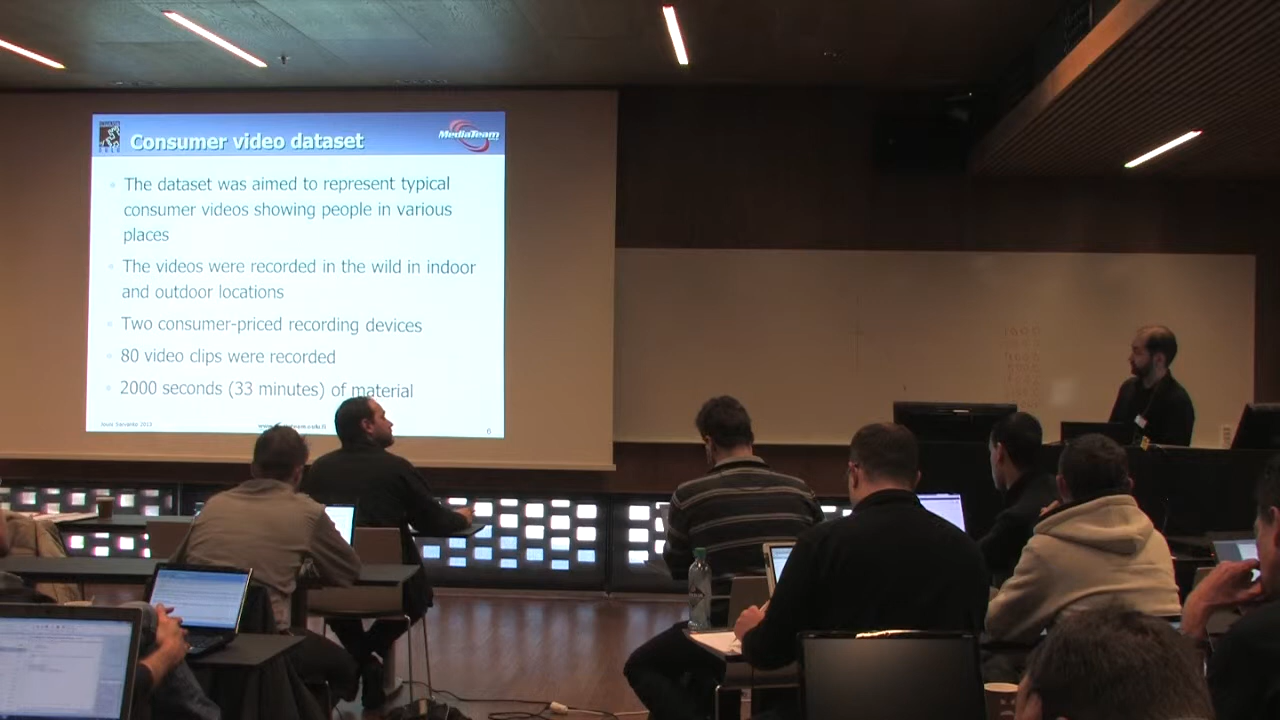 Consumer video dataset
MediaTeam
The dataset was aimed to represent typical
consumer videos showing people in various
places
The videos were recorded in the wild in indoor
and outdoor locations
Two consumer-priced recording devices
80 video clips were recorded
2000 seconds (33 minutes) of material
6